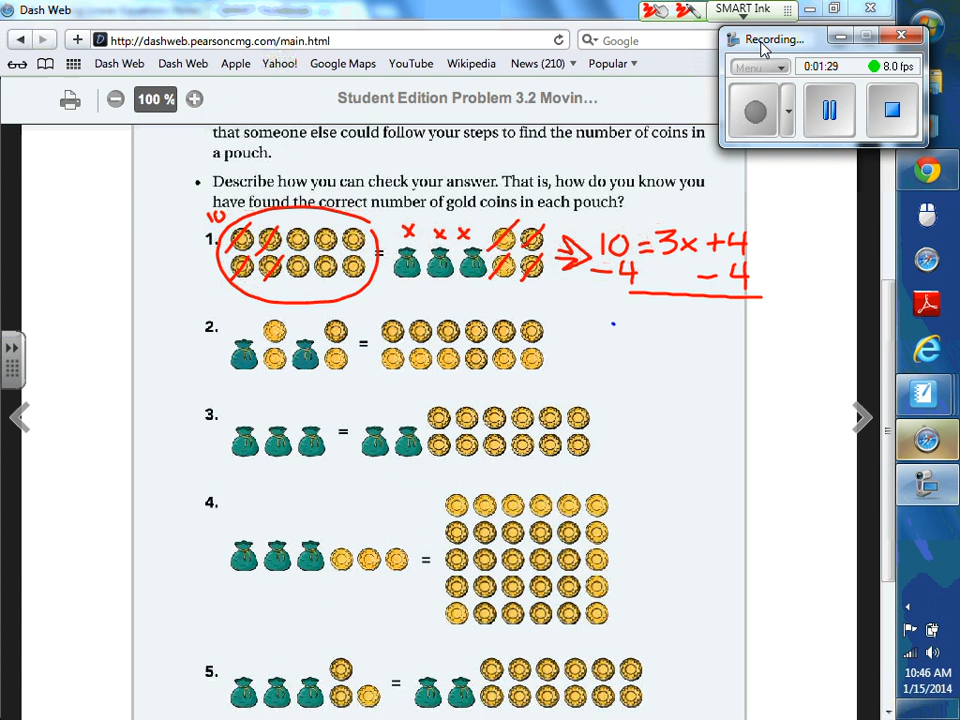 Dash Web
SMART Ink
Recording...
http://dashweb.pearsoncmg.com/main.html
Google
Menu
0:01:29
8.0 fps
Dash Web Dash Web Apple Yahoo! Google Maps YouTube Wikipedia News (210) Popular
100 %
Student Edition Problem 3.2 Movin...
that someone else could follow your steps to find the number of coins in
a pouch.
• Describe how you can check your answer. That is, how do you know you
have found the correct number of gold coins in each pouch?
10
x x x
1. = 10 = 3x + 4
- 4 - 4
2. =
3. =
4. =
5. =
10:46 AM
1/15/2014